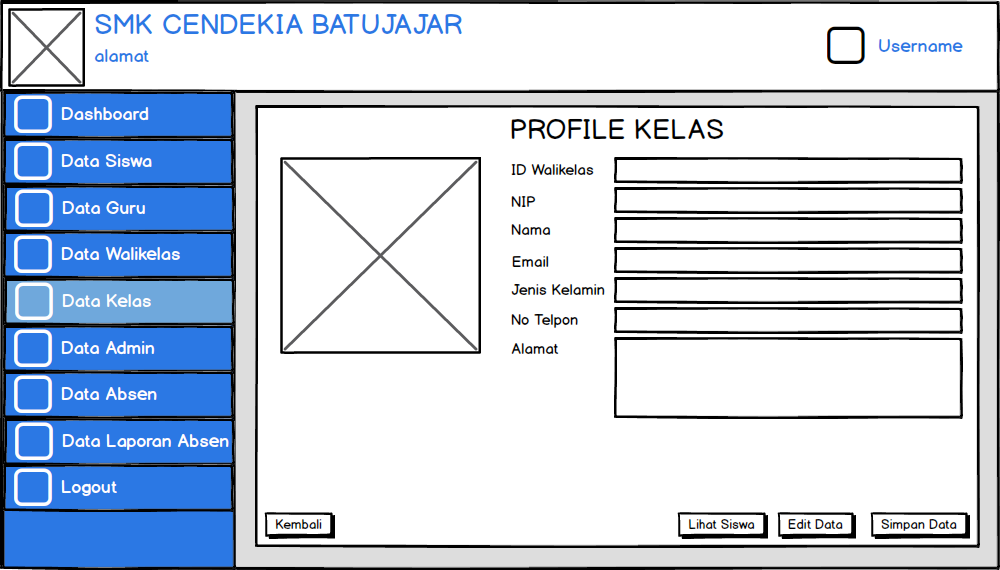 SMK CENDEKIA BATUJAJAR
alamat
Username
Dashboard
Data Siswa
Data Guru
Data Walikelas
Data Kelas
Data Admin
Data Absen
Data Laporan Absen
Logout
PROFILE KELAS
ID Walikelas
NIP
Nama
Email
Jenis Kelamin
No Telpon
Alamat
Kembali
Lihat Siswa
Edit Data
Simpan Data